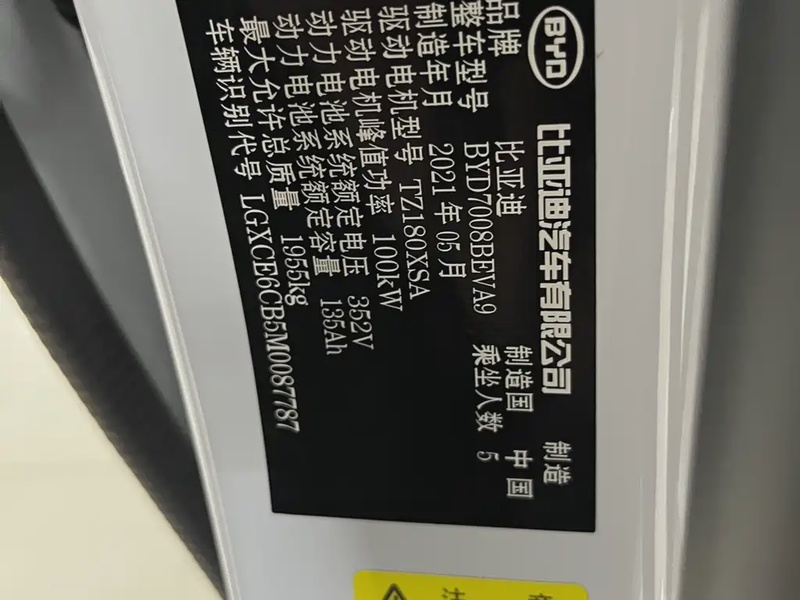 BYD 比亚迪汽车有限公司 制造
品牌 比亚迪 制造国 中国
整车型号 BYD7008BEVA9 乘坐人数 5
制造年月 2021年05月
驱动电机型号 TZ180XSA
驱动电机峰值功率 100kW
动力电池系统额定电压 352V
动力电池系统额定容量 135Ah
最大允许总质量 1955kg
车辆识别代号 LGXCE6CB5M0087787
注